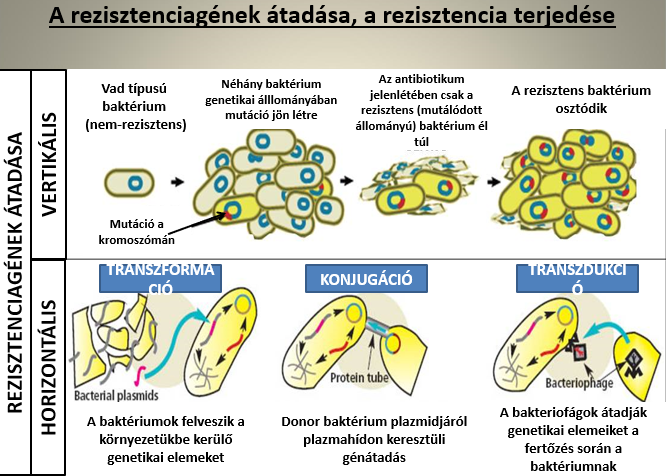 A rezisztenciagének átadása, a rezisztencia terjedése
REZISZTENCIAGÉNEK ÁTADÁSA
VERTIKÁLIS
Vad típusú
baktérium
(nem-rezisztens)
Néhány baktérium
genetikai álllományában
mutáció jön létre
Az antibiotikum
jelenlétében csak a
rezisztens (mutálódott
állományú) baktérium él
túl
A rezisztens baktérium
osztódik
Mutáció a
kromoszómán
HORIZONTÁLIS
TRANSZFORMA
CIÓ
Bacterial plasmids
A baktériumok felveszik a
környezetükbe kerülő
genetikai elemeket
KONJUGÁCIÓ
Protein tube
Donor baktérium plazmidjáról
plazmahídon keresztüli
génátadás
TRANSZDUKCI
Ó
Bacteriophage
A bakteriofágok átadják
genetikai elemeiket a
fertőzés során a
baktériumnak